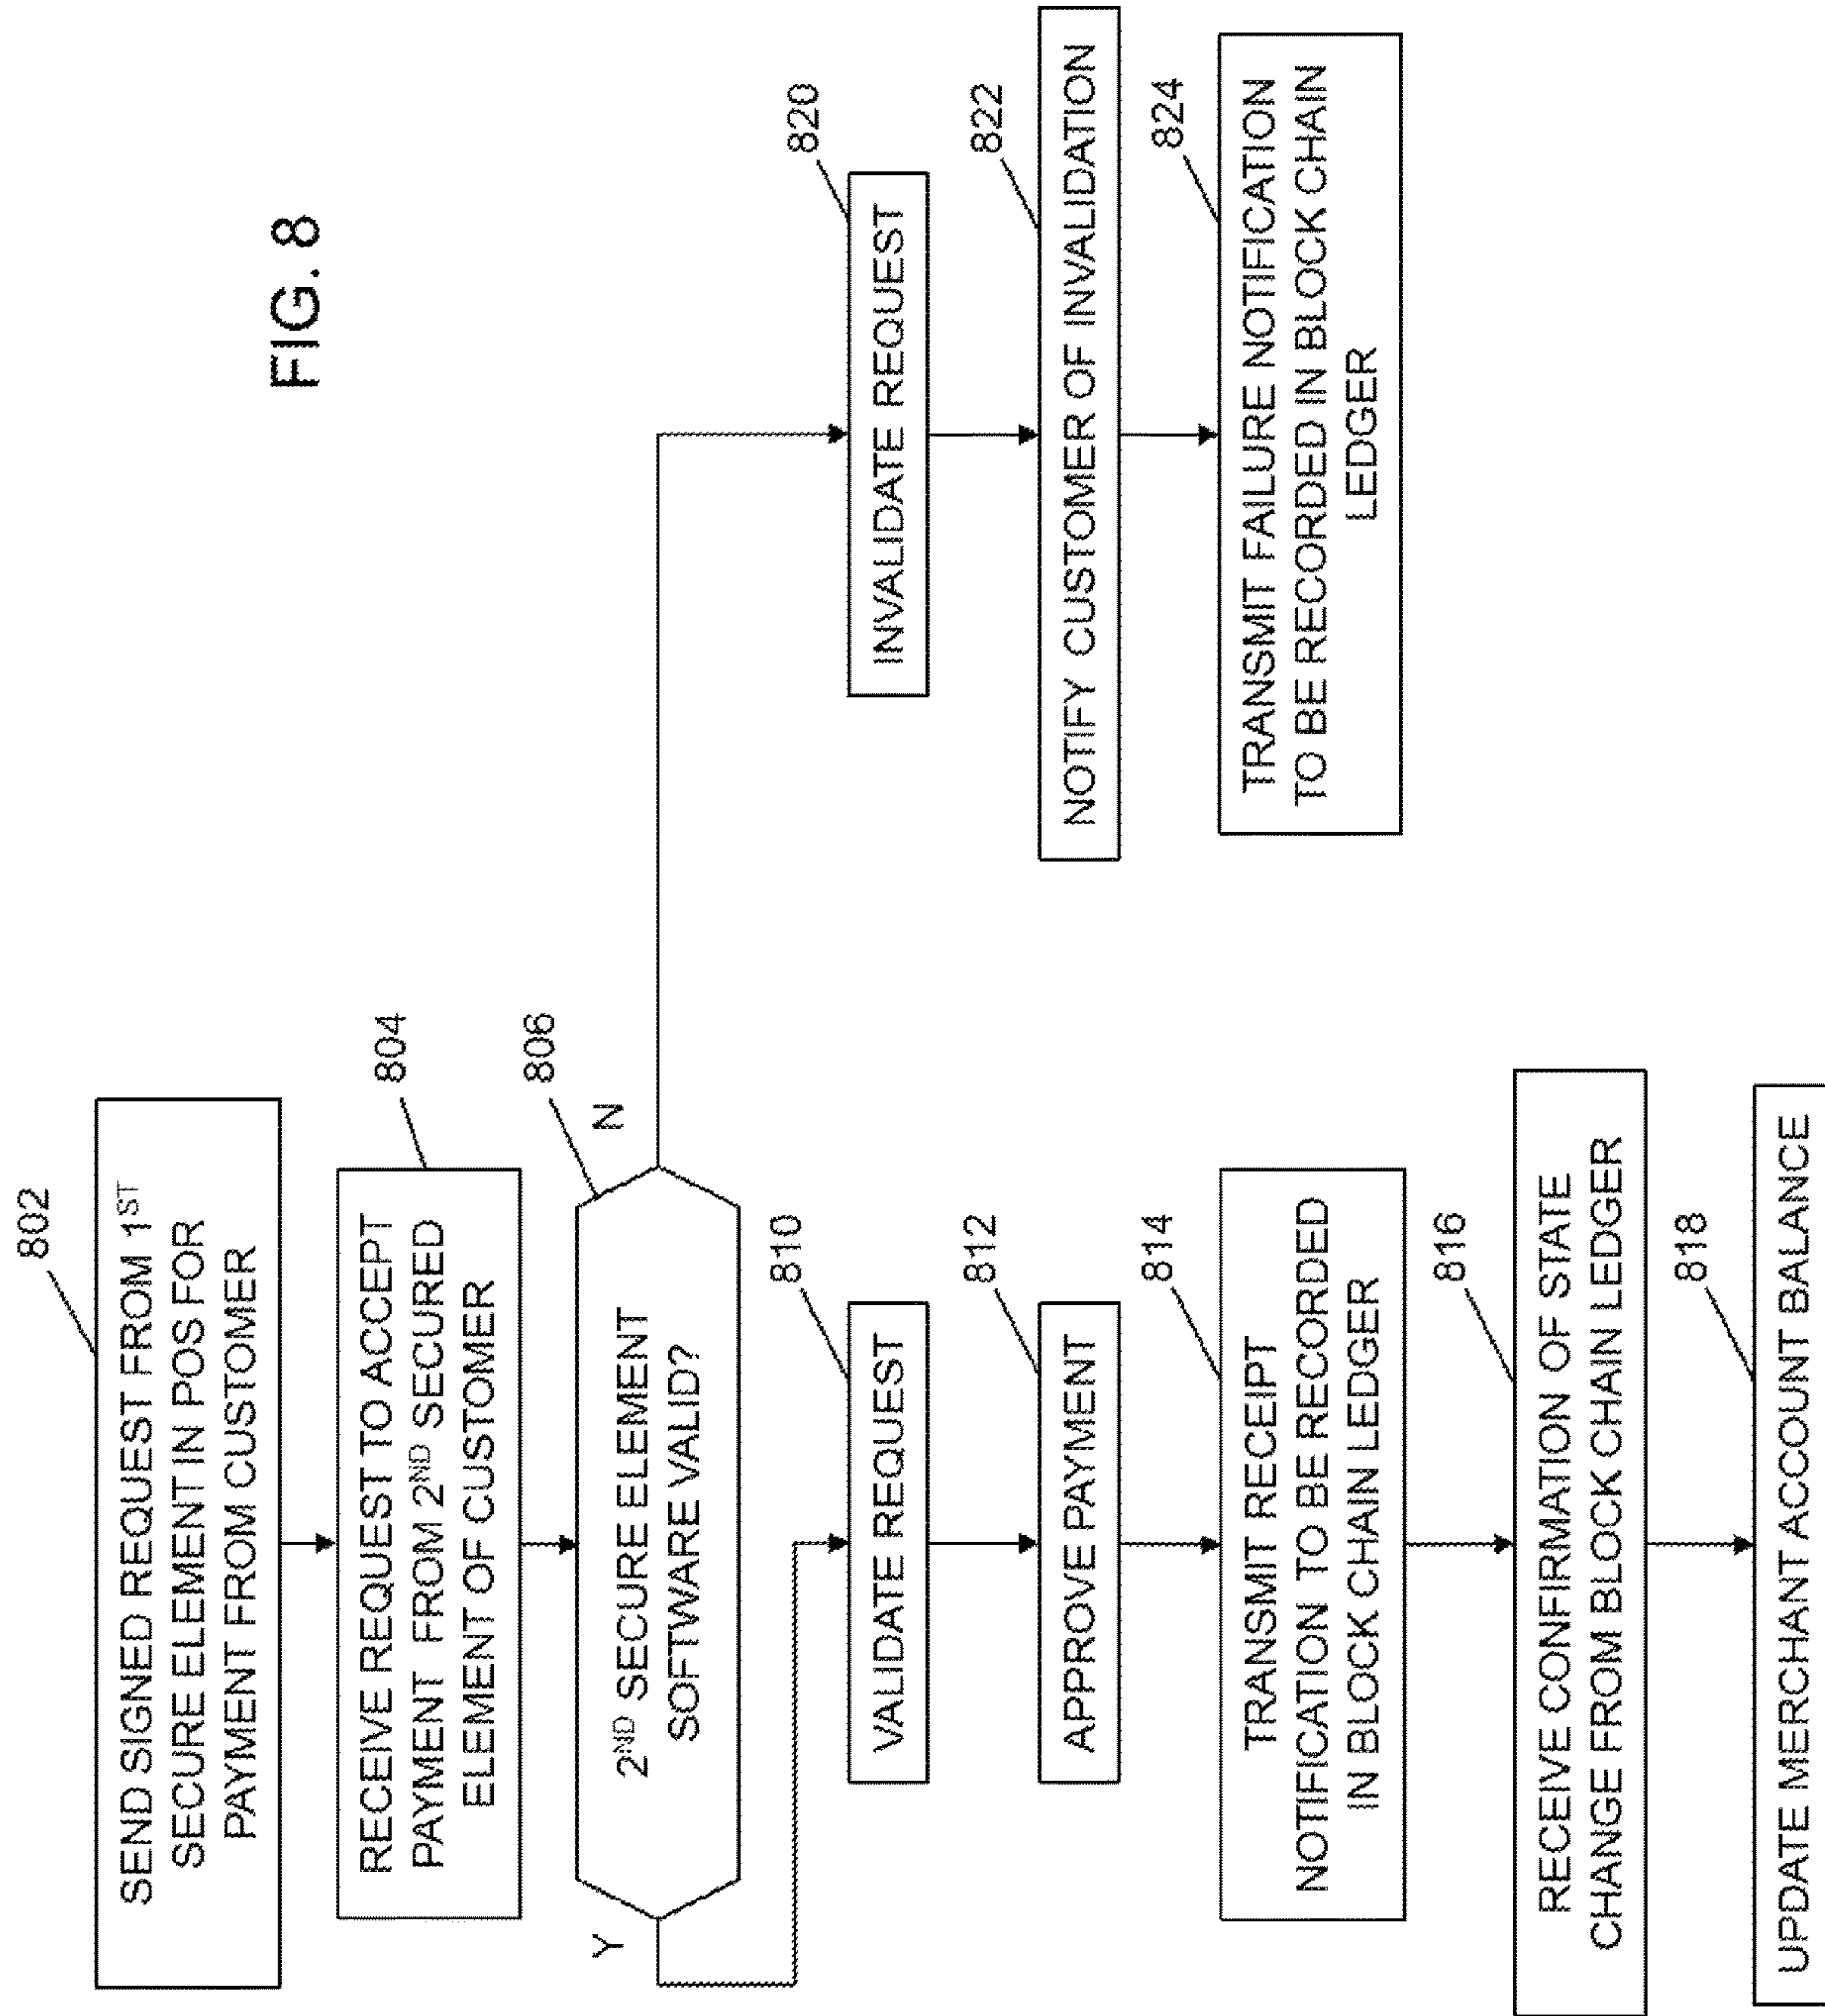 FIG. 8
802
SEND SIGNED REQUEST FROM 1ST
SECURE ELEMENT IN POS FOR
PAYMENT FROM CUSTOMER
804
RECEIVE REQUEST TO ACCEPT
PAYMENT FROM 2ND SECURED
ELEMENT OF CUSTOMER
806
2ND SECURE ELEMENT
SOFTWARE VALID?
Y
N
810
VALIDATE REQUEST
812
APPROVE PAYMENT
814
TRANSMIT RECEIPT
NOTIFICATION TO BE RECORDED
IN BLOCK CHAIN LEDGER
816
RECEIVE CONFIRMATION OF STATE
CHANGE FROM BLOCK CHAIN LEDGER
818
UPDATE MERCHANT ACCOUNT BALANCE
820
INVALIDATE REQUEST
822
NOTIFY CUSTOMER OF INVALIDATION
824
TRANSMIT FAILURE NOTIFICATION
TO BE RECORDED IN BLOCK CHAIN
LEDGER